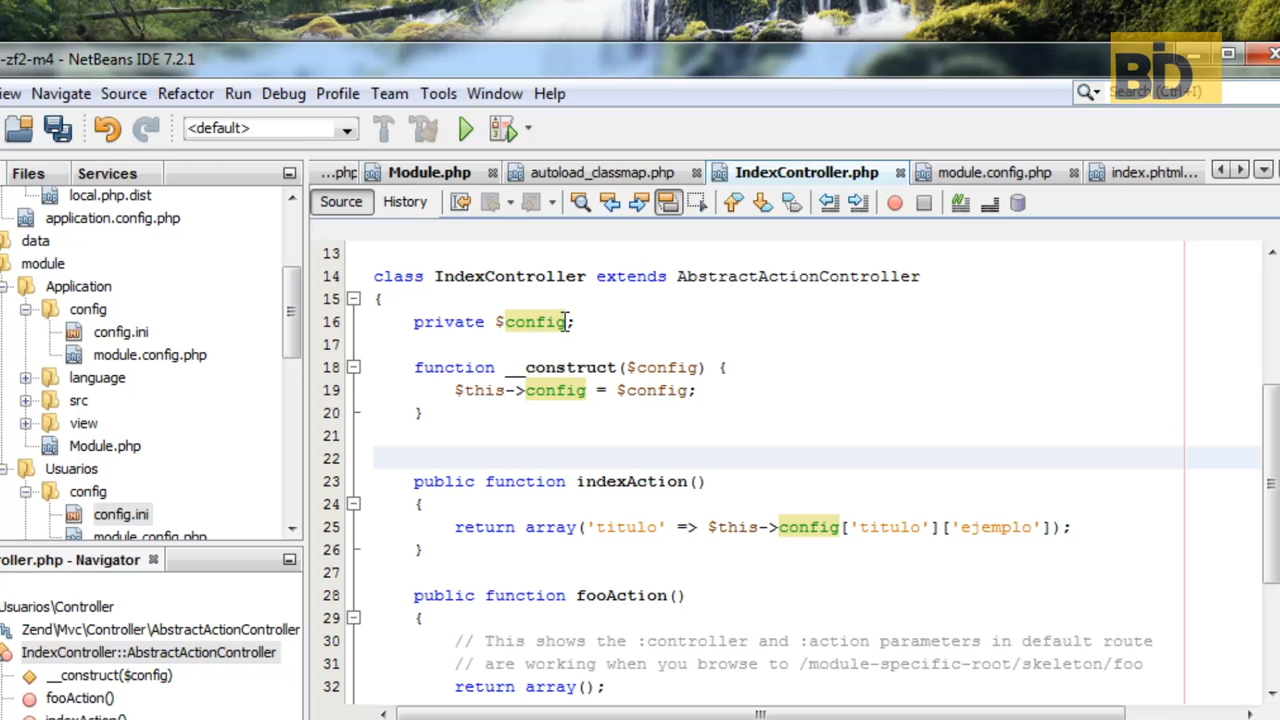 BD
-zf2-m4 - NetBeans IDE 7.2.1
iew Navigate Source Refactor Run Debug Profile Team Tools Window Help
Search (Ctrl+I)
<default>
Files Services
...php Module.php autoload_classmap.php IndexController.php module.config.php index.phtml...
Source History
local.php.dist
application.config.php
data
module
Application
config
config.ini
module.config.php
language
src
view
Module.php
Usuarios
config
config.ini
module.config.php
13
14 class IndexController extends AbstractActionController
15 {
16 private $config;
17
18 function __construct($config) {
19 $this->config = $config;
20 }
21
22
23 public function indexAction()
24 {
25 return array('titulo' => $this->config['titulo']['ejemplo']);
26 }
27
28 public function fooAction()
29 {
30 // This shows the :controller and :action parameters in default route
31 // are working when you browse to /module-specific-root/skeleton/foo
32 return array();
roller.php - Navigator
Usuarios\Controller
Zend\Mvc\Controller\AbstractActionController
IndexController::AbstractActionController
__construct($config)
fooAction()
indexAction()